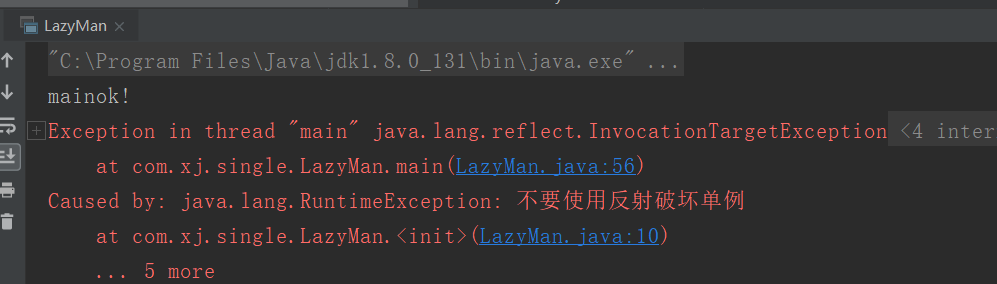 LazyMan
"C:\Program Files\Java\jdk1.8.0_131\bin\java.exe" ...
mainok!
Exception in thread "main" java.lang.reflect.InvocationTargetException <4 inter
at com.xj.single.LazyMan.main(LazyMan.java:56)
Caused by: java.lang.RuntimeException: 不要使用反射破坏单例
at com.xj.single.LazyMan.<init>(LazyMan.java:10)
... 5 more